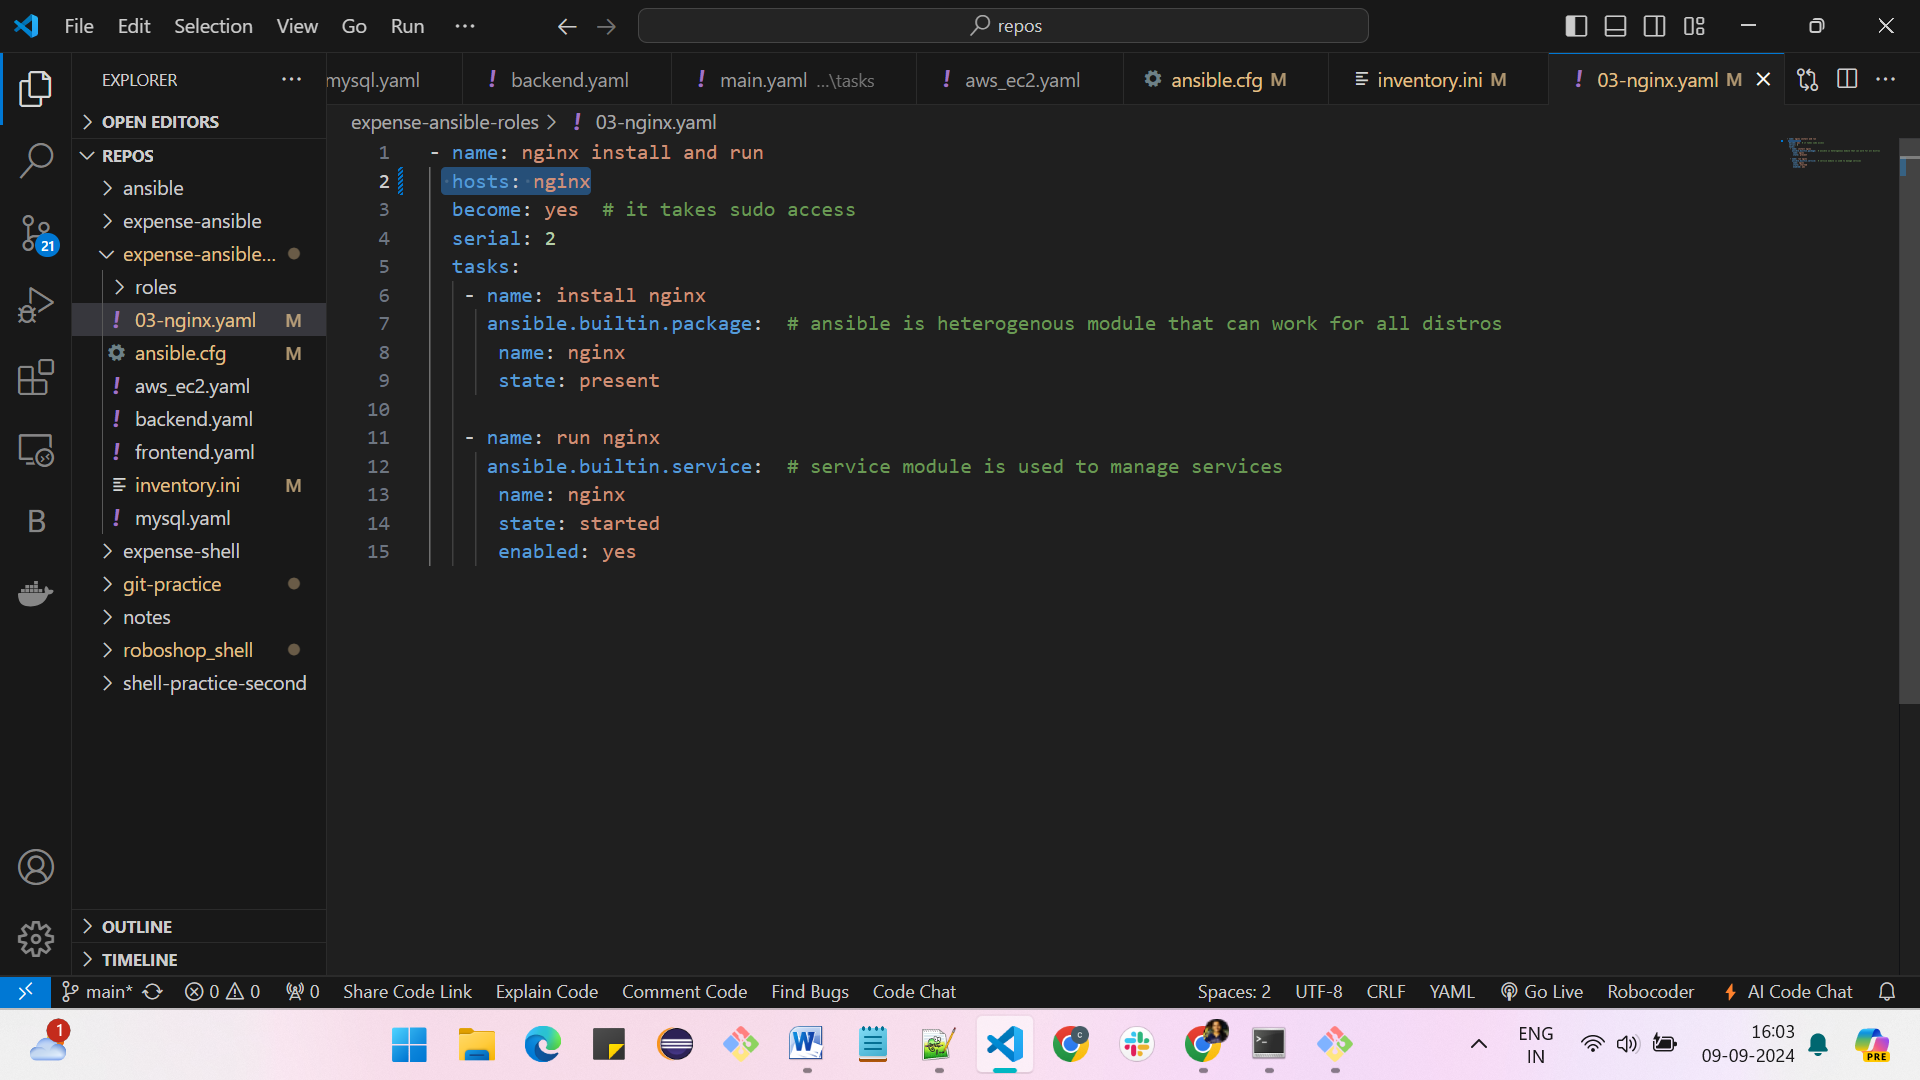 File Edit Selection View Go Run ···
repos
EXPLORER ···
mysql.yaml ! backend.yaml ! main.yaml ...\tasks ! aws_ec2.yaml ansible.cfg M inventory.ini M ! 03-nginx.yaml M
OPEN EDITORS
REPOS
ansible
expense-ansible
expense-ansible...
roles
! 03-nginx.yaml M
ansible.cfg M
! aws_ec2.yaml
! backend.yaml
! frontend.yaml
inventory.ini M
! mysql.yaml
expense-shell
git-practice
notes
roboshop_shell
shell-practice-second
OUTLINE
TIMELINE
21
B
expense-ansible-roles > ! 03-nginx.yaml
1 - name: nginx install and run
2 hosts: nginx
3 become: yes # it takes sudo access
4 serial: 2
5 tasks:
6 - name: install nginx
7 ansible.builtin.package: # ansible is heterogenous module that can work for all distros
8 name: nginx
9 state: present
10
11 - name: run nginx
12 ansible.builtin.service: # service module is used to manage services
13 name: nginx
14 state: started
15 enabled: yes
main* 0 0 0 Share Code Link Explain Code Comment Code Find Bugs Code Chat Spaces: 2 UTF-8 CRLF YAML Go Live Robocoder AI Code Chat
1
W
C
ENG
IN
16:03
09-09-2024
PRE